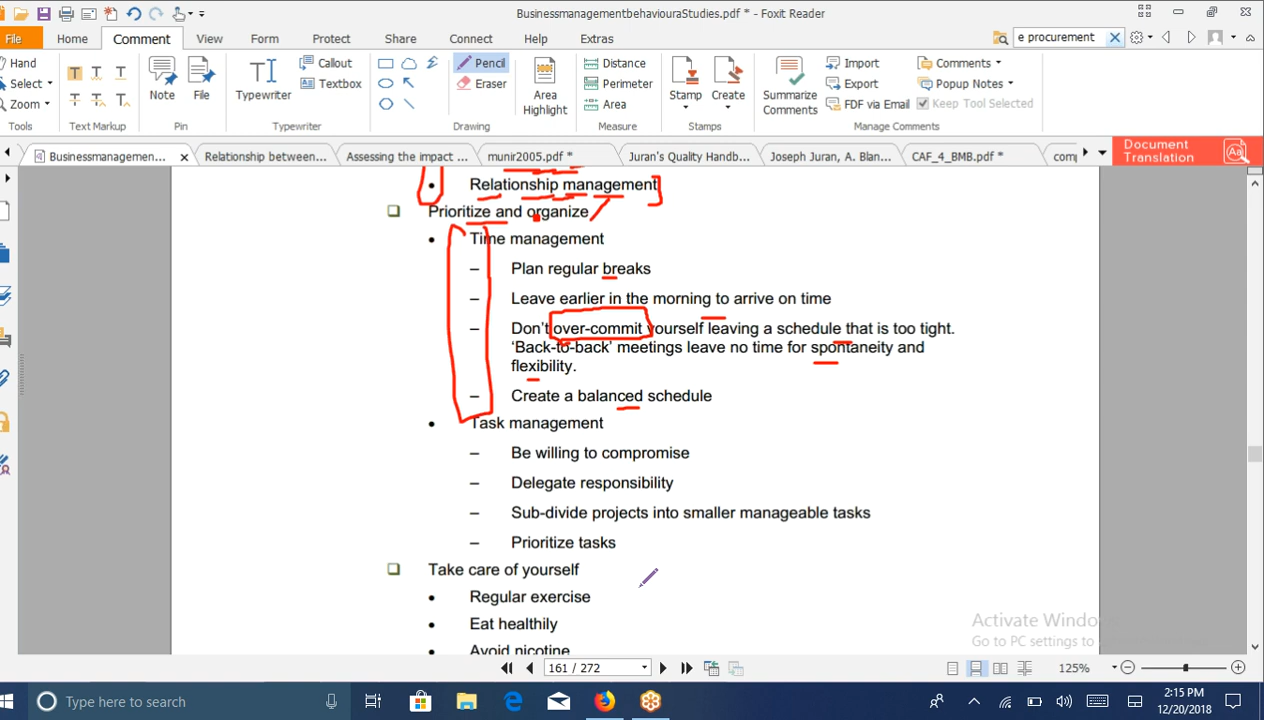 BusinessmanagementbehaviouraStudies.pdf * - Foxit Reader
File Home Comment View Form Protect Share Connect Help Extras e procurement
Hand
Select
Zoom
Tools
Text Markup
Note
File
Pin
Typewriter
Callout
Textbox
Typewriter
Pencil
Eraser
Drawing
Area
Highlight
Distance
Perimeter
Area
Measure
Stamp
Create
Stamps
Summarize
Comments
Import
Export
FDF via Email
Comments
Popup Notes
Keep Tool Selected
Manage Comments
Businessmanagemen... Relationship between... Assessing the impact ... munir2005.pdf * Juran's Quality Handb... Joseph Juran, A. Blan... CAF_4_BMB.pdf *
Document
Translation
• Relationship management
❑ Prioritize and organize
• Time management
– Plan regular breaks
– Leave earlier in the morning to arrive on time
– Don't over-commit yourself leaving a schedule that is too tight.
‘Back-to-back’ meetings leave no time for spontaneity and
flexibility.
– Create a balanced schedule
• Task management
– Be willing to compromise
– Delegate responsibility
– Sub-divide projects into smaller manageable tasks
– Prioritize tasks
❑ Take care of yourself
• Regular exercise
• Eat healthily
Avoid nicotine
Go to PC settings to
161 / 272
125%
Type here to search
2:15 PM
12/20/2018